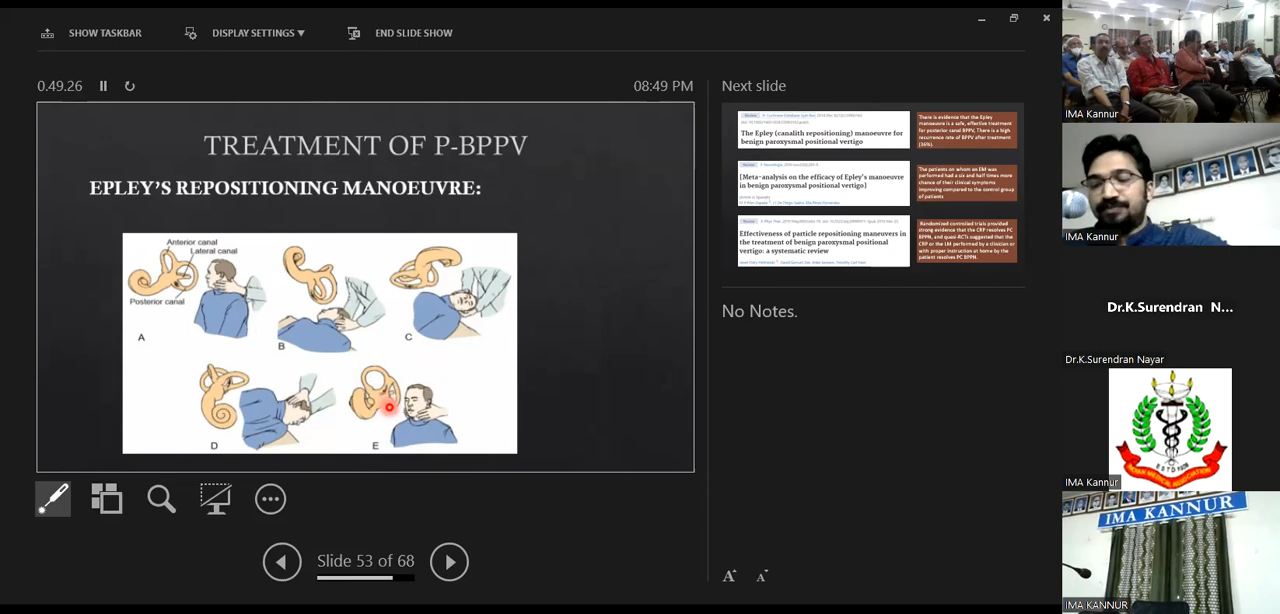 SHOW TASKBAR
DISPLAY SETTINGS ▼
END SLIDE SHOW
0.49.26
08:49 PM
TREATMENT OF P-BPPV
EPLEY'S REPOSITIONING MANOEUVRE:
Anterior canal
Lateral canal
Posterior canal
A
B
C
D
E
Slide 53 of 68
Next slide
The Epley (canalith repositioning) manoeuvre for
benign paroxysmal positional vertigo
There is evidence that the Epley
manoeuvre is a safe, effective treatment
for posterior canal BPPV. There is a high
recurrence rate of BPPV after treatment
(36%).
[Meta-analysis on the efficacy of Epley's manoeuvre
in benign paroxysmal positional vertigo]
The patients on whom an EM was
performed had a six and half times more
chance of their clinical symptoms
improving compared to the control group
of patients
Effectiveness of particle repositioning maneuvers in
the treatment of benign paroxysmal positional
vertigo: a systematic review
Randomized controlled trials provided
strong evidence that the CRP resolves PC
BPPN, and quasi-RCTs suggested that the
CRP or the LM performed by a clinician or
with proper instruction at home by the
patient resolves PC BPPN.
No Notes.
A
A
IMA Kannur
IMA Kannur
Dr.K.Surendran N...
Dr.K.Surendran Nayar
INDIAN MEDICAL ASSOCIATION
IMA Kannur
IMA KANNUR
IMA KANNUR